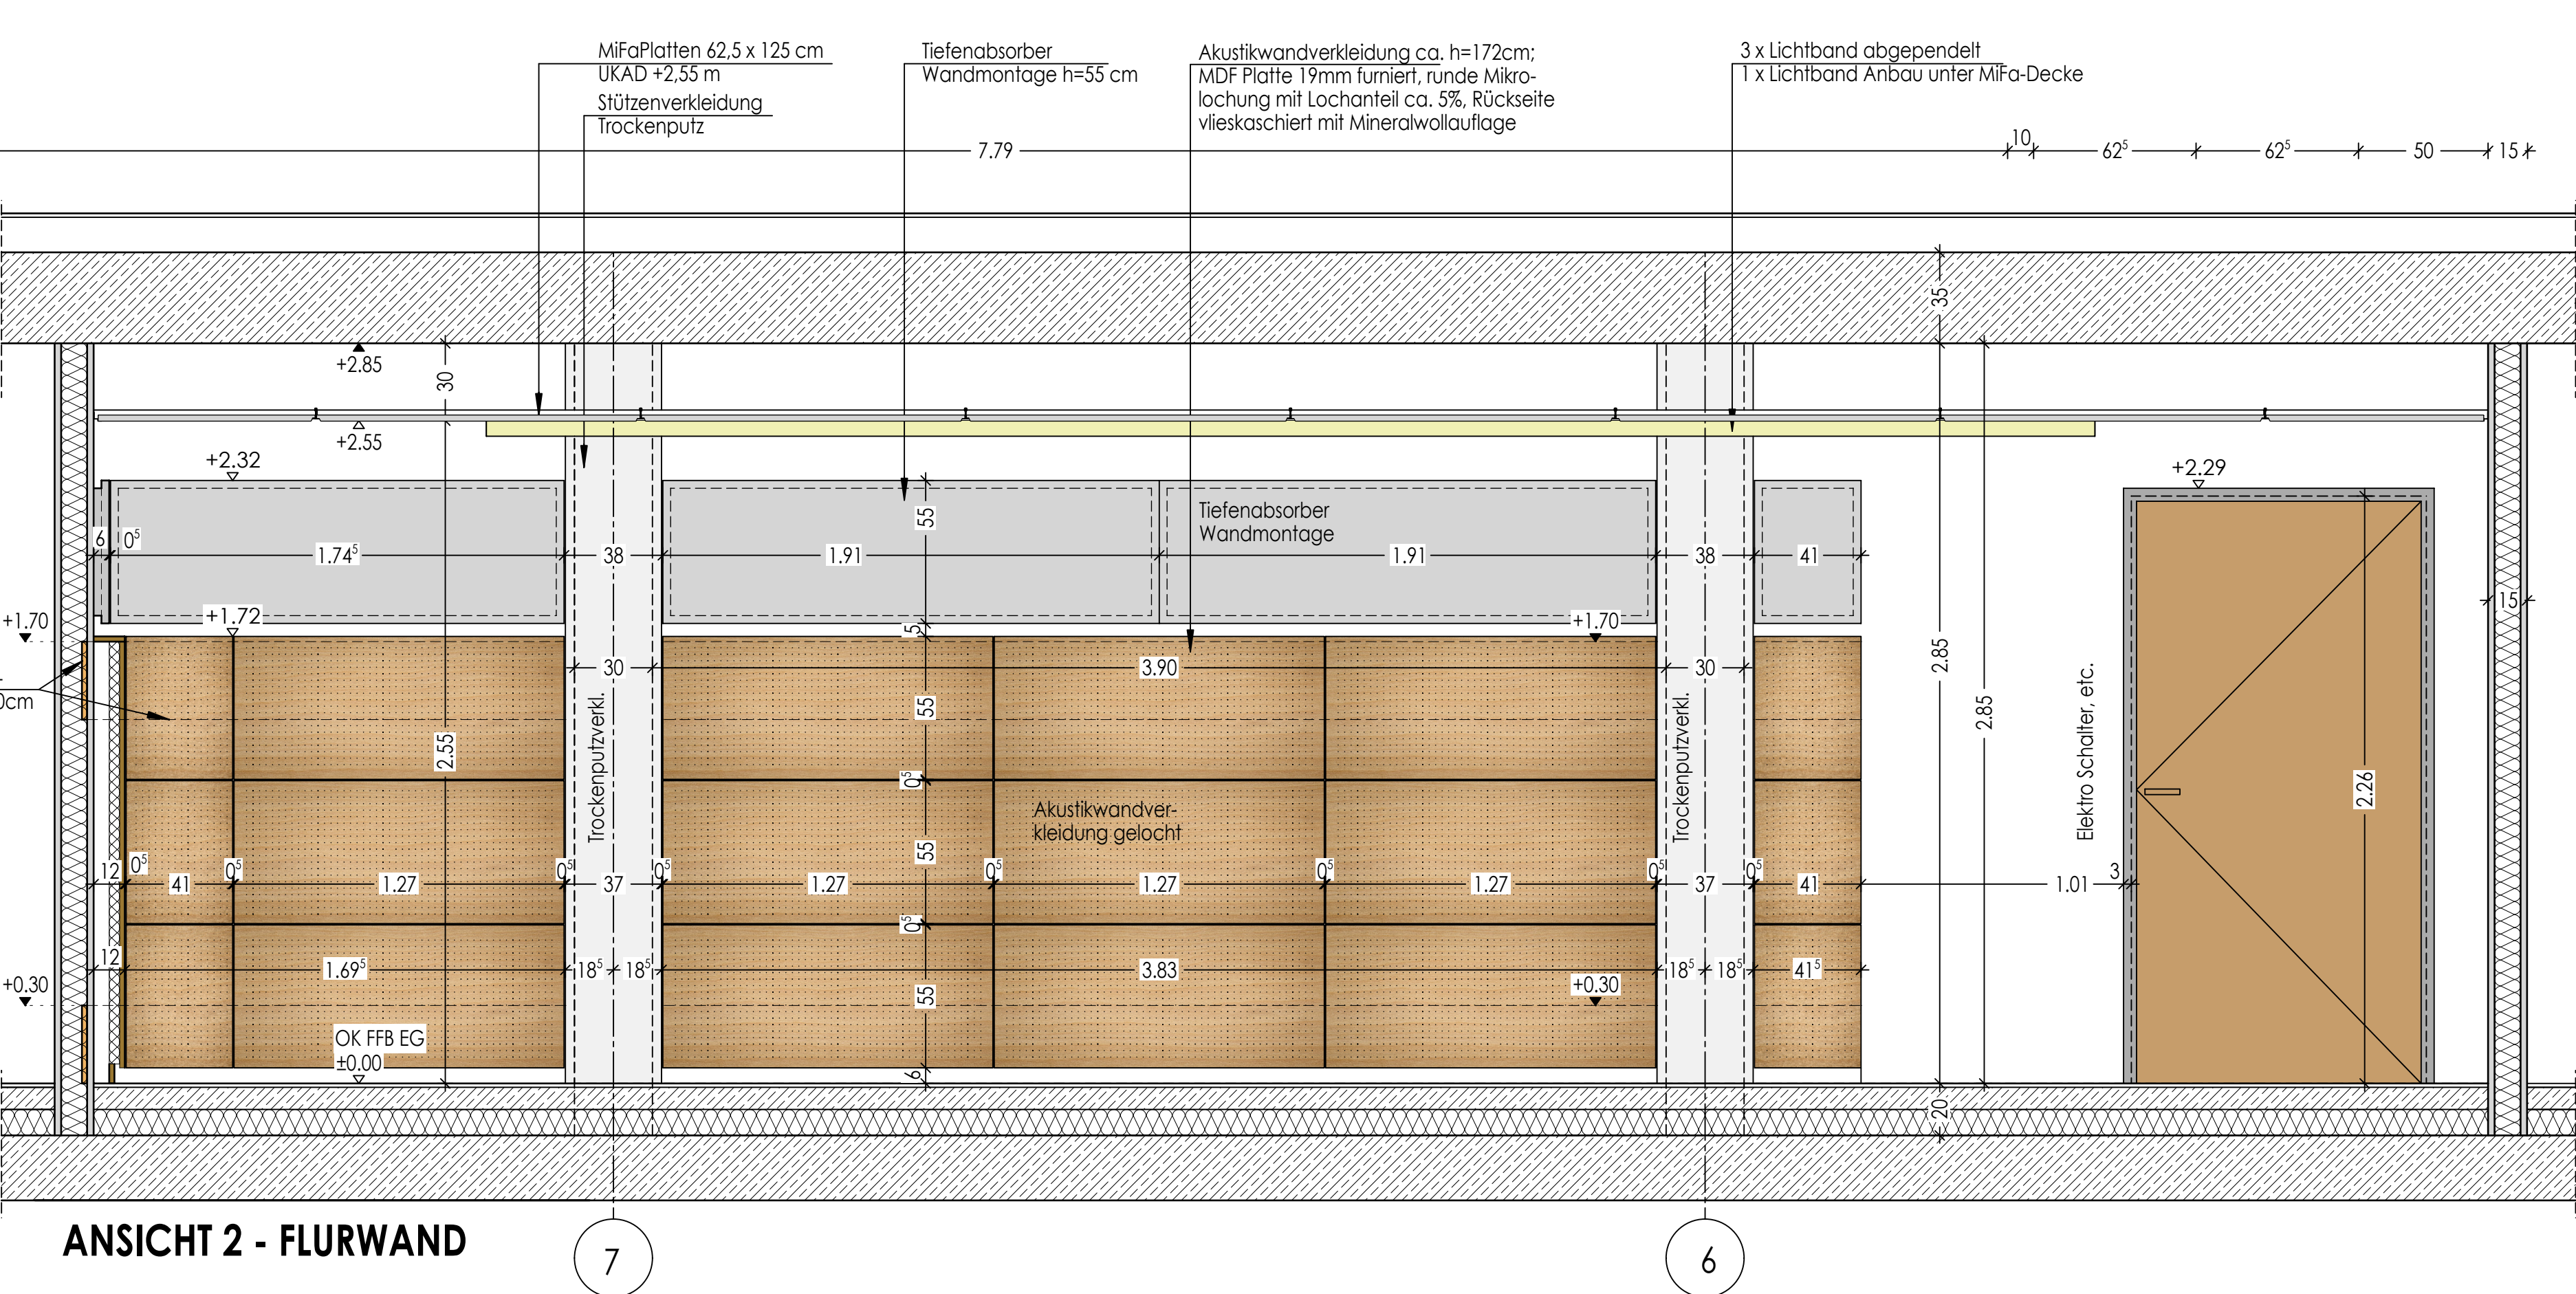 MiFaPlatten 62,5 x 125 cm
UKAD +2,55 m
Stützenverkleidung
Trockenputz
Tiefenabsorber
Wandmontage h=55 cm
Akustikwandverkleidung ca. h=172cm;
MDF Platte 19mm furniert, runde Mikro-
lochung mit Lochanteil ca. 5%, Rückseite
vlieskaschiert mit Mineralwollauflage
3 x Lichtband abgependelt
1 x Lichtband Anbau unter MiFa-Decke
7.79 10 62⁵ 62⁵ 50 15
35
+2.85
30
+2.55
+2.32
+2.29
55
Tiefenabsorber
Wandmontage
6 0⁵ 1.74⁵ 38 1.91 1.91 38 41
15
+1.70 +1.72 5 +1.70
30 3.90 30
2.85
0cm
55
Trockenputzverkl.
Trockenputzverkl.
Elektro Schalter, etc.
2.85
2.55
0⁵
2.26
Akustikwandver-
kleidung gelocht
55
12 0⁵ 41 0⁵ 1.27 0⁵ 37 0⁵ 1.27 0⁵ 1.27 0⁵ 1.27 0⁵ 37 0⁵ 41 1.01 3
0⁵
12 1.69⁵ 18⁵ 18⁵ 3.83 18⁵ 18⁵ 41⁵
+0.30 55 +0.30
OK FFB EG
±0.00
6
20
ANSICHT 2 - FLURWAND
7 6